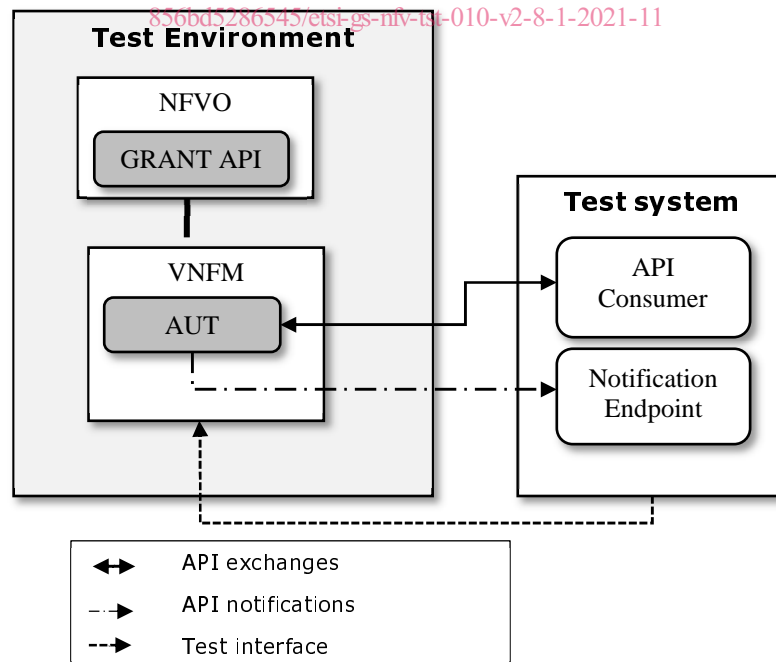 856bd5286545/etsi-gs-nfv-tst-010-v2-8-1-2021-11
Test Environment
NFVO
GRANT API
VNFM
AUT
Test system
API
Consumer
Notification
Endpoint
API exchanges
API notifications
Test interface